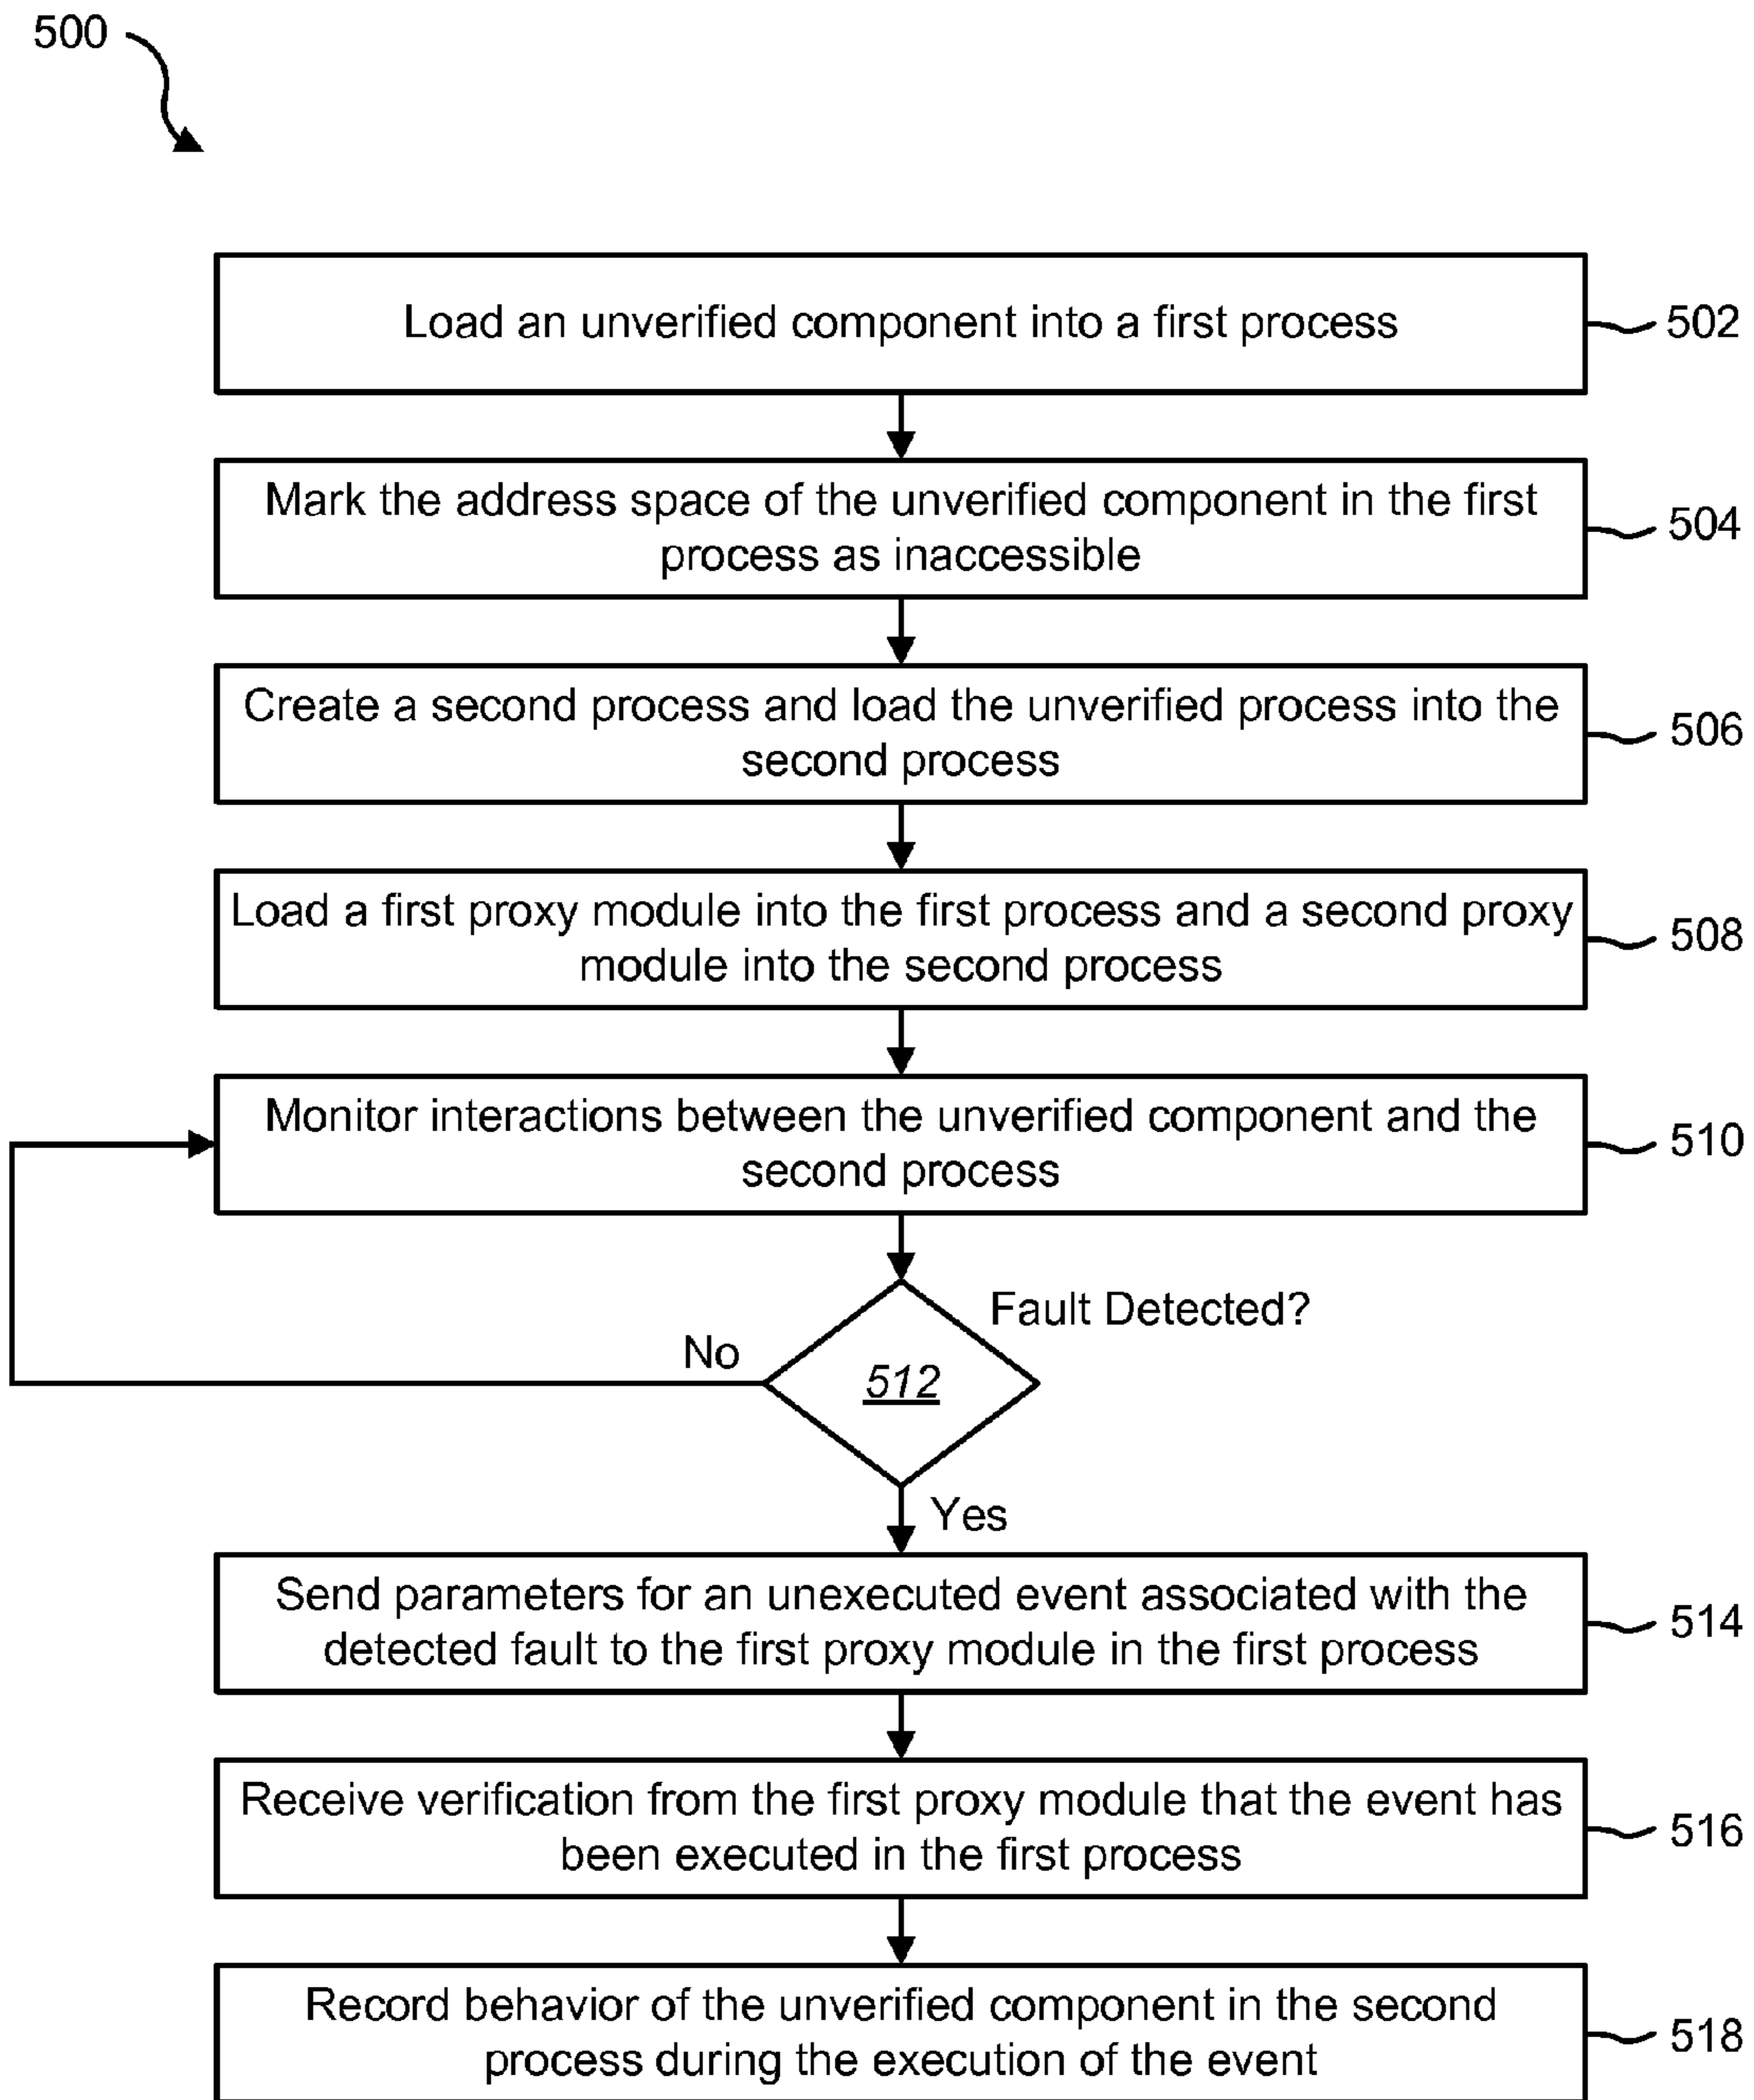 500
Load an unverified component into a first process
502
Mark the address space of the unverified component in the first
process as inaccessible
504
Create a second process and load the unverified process into the
second process
506
Load a first proxy module into the first process and a second proxy
module into the second process
508
Monitor interactions between the unverified component and the
second process
510
Fault Detected?
No
512
Yes
Send parameters for an unexecuted event associated with the
detected fault to the first proxy module in the first process
514
Receive verification from the first proxy module that the event has
been executed in the first process
516
Record behavior of the unverified component in the second
process during the execution of the event
518